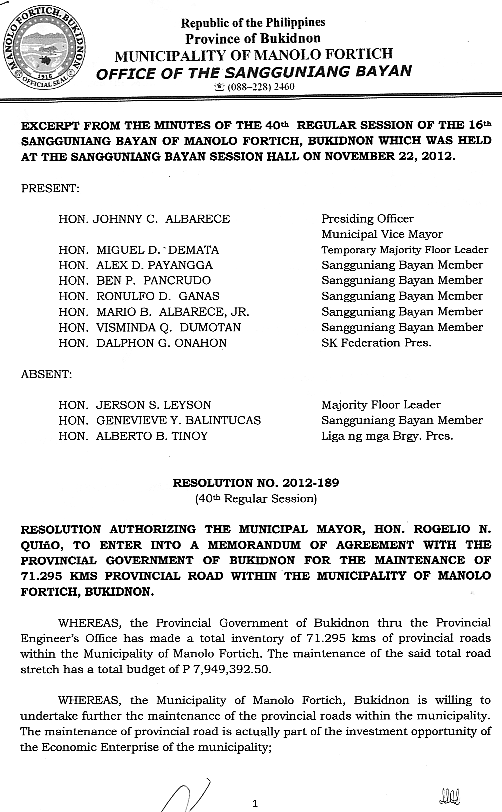 MANOLO FORTICH, BUKIDNON
1916
OFFICIAL SEAL
Republic of the Philippines
Province of Bukidnon
MUNICIPALITY OF MANOLO FORTICH
OFFICE OF THE SANGGUNIANG BAYAN
☏ (088–228) 2460
EXCERPT FROM THE MINUTES OF THE 40th REGULAR SESSION OF THE 16th
SANGGUNIANG BAYAN OF MANOLO FORTICH, BUKIDNON WHICH WAS HELD
AT THE SANGGUNIANG BAYAN SESSION HALL ON NOVEMBER 22, 2012.
PRESENT:
HON. JOHNNY C. ALBARECE Presiding Officer
Municipal Vice Mayor
HON. MIGUEL D. DEMATA Temporary Majority Floor Leader
HON. ALEX D. PAYANGGA Sangguniang Bayan Member
HON. BEN P. PANCRUDO Sangguniang Bayan Member
HON. RONULFO D. GANAS Sangguniang Bayan Member
HON. MARIO B. ALBARECE, JR. Sangguniang Bayan Member
HON. VISMINDA Q. DUMOTAN Sangguniang Bayan Member
HON. DALPHON G. ONAHON SK Federation Pres.
ABSENT:
HON. JERSON S. LEYSON Majority Floor Leader
HON. GENEVIEVE Y. BALINTUCAS Sangguniang Bayan Member
HON. ALBERTO B. TINOY Liga ng mga Brgy. Pres.
RESOLUTION NO. 2012-189
(40th Regular Session)
RESOLUTION AUTHORIZING THE MUNICIPAL MAYOR, HON. ROGELIO N.
QUIñO, TO ENTER INTO A MEMORANDUM OF AGREEMENT WITH THE
PROVINCIAL GOVERNMENT OF BUKIDNON FOR THE MAINTENANCE OF
71.295 KMS PROVINCIAL ROAD WITHIN THE MUNICIPALITY OF MANOLO
FORTICH, BUKIDNON.
WHEREAS, the Provincial Government of Bukidnon thru the Provincial
Engineer's Office has made a total inventory of 71.295 kms of provincial roads
within the Municipality of Manolo Fortich. The maintenance of the said total road
stretch has a total budget of P 7,949,392.50.
WHEREAS, the Municipality of Manolo Fortich, Bukidnon is willing to
undertake further the maintenance of the provincial roads within the municipality.
The maintenance of provincial road is actually part of the investment opportunity of
the Economic Enterprise of the municipality;
1